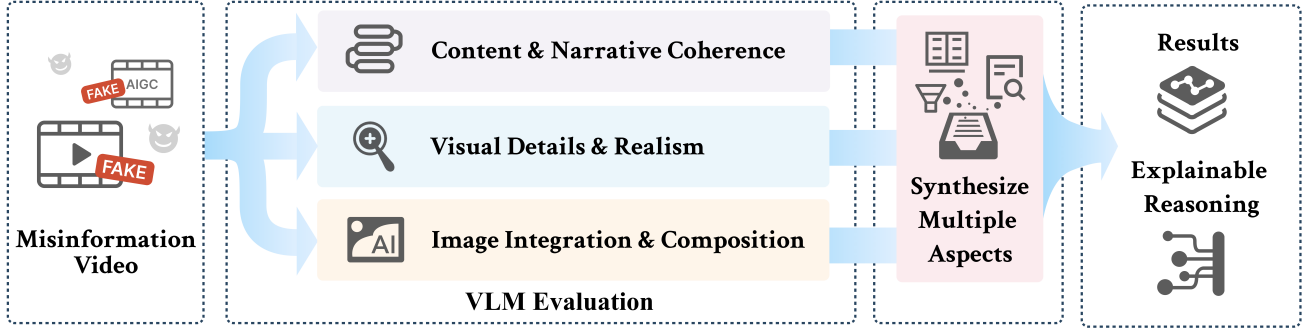 AIGC
FAKE
FAKE
Misinformation
Video
Content & Narrative Coherence
Visual Details & Realism
AI
Image Integration & Composition
VLM Evaluation
Synthesize
Multiple
Aspects
Results
Explainable
Reasoning